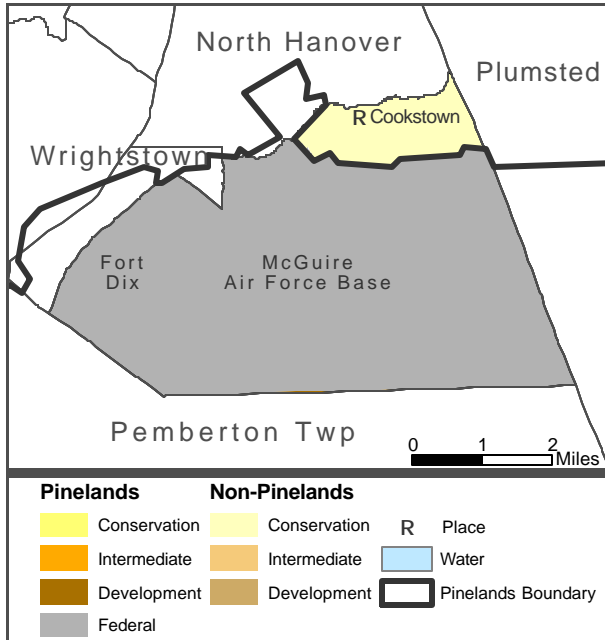 North Hanover
Plumsted
R Cookstown
Wrightstown
Fort
Dix
McGuire
Air Force Base
Pemberton Twp
0 1 2
Miles
Pinelands Non-Pinelands
Conservation Conservation R Place
Intermediate Intermediate Water
Development Development Pinelands Boundary
Federal